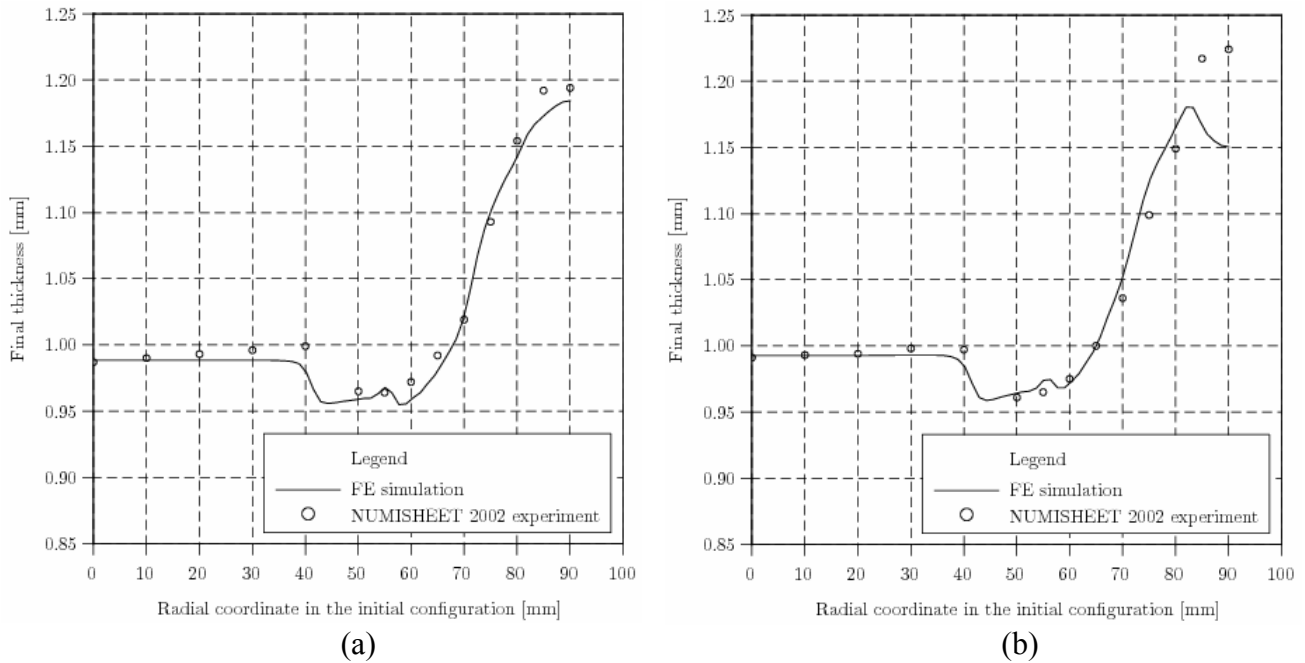 1.25
1.20
1.15
1.10
1.05
1.00
0.95
0.90
0.85
Final thickness [mm]
Legend
FE simulation
NUMISHEET 2002 experiment
0 10 20 30 40 50 60 70 80 90 100
Radial coordinate in the initial configuration [mm]
(a)
1.25
1.20
1.15
1.10
1.05
1.00
0.95
0.90
0.85
Final thickness [mm]
Legend
FE simulation
NUMISHEET 2002 experiment
0 10 20 30 40 50 60 70 80 90 100
Radial coordinate in the initial configuration [mm]
(b)